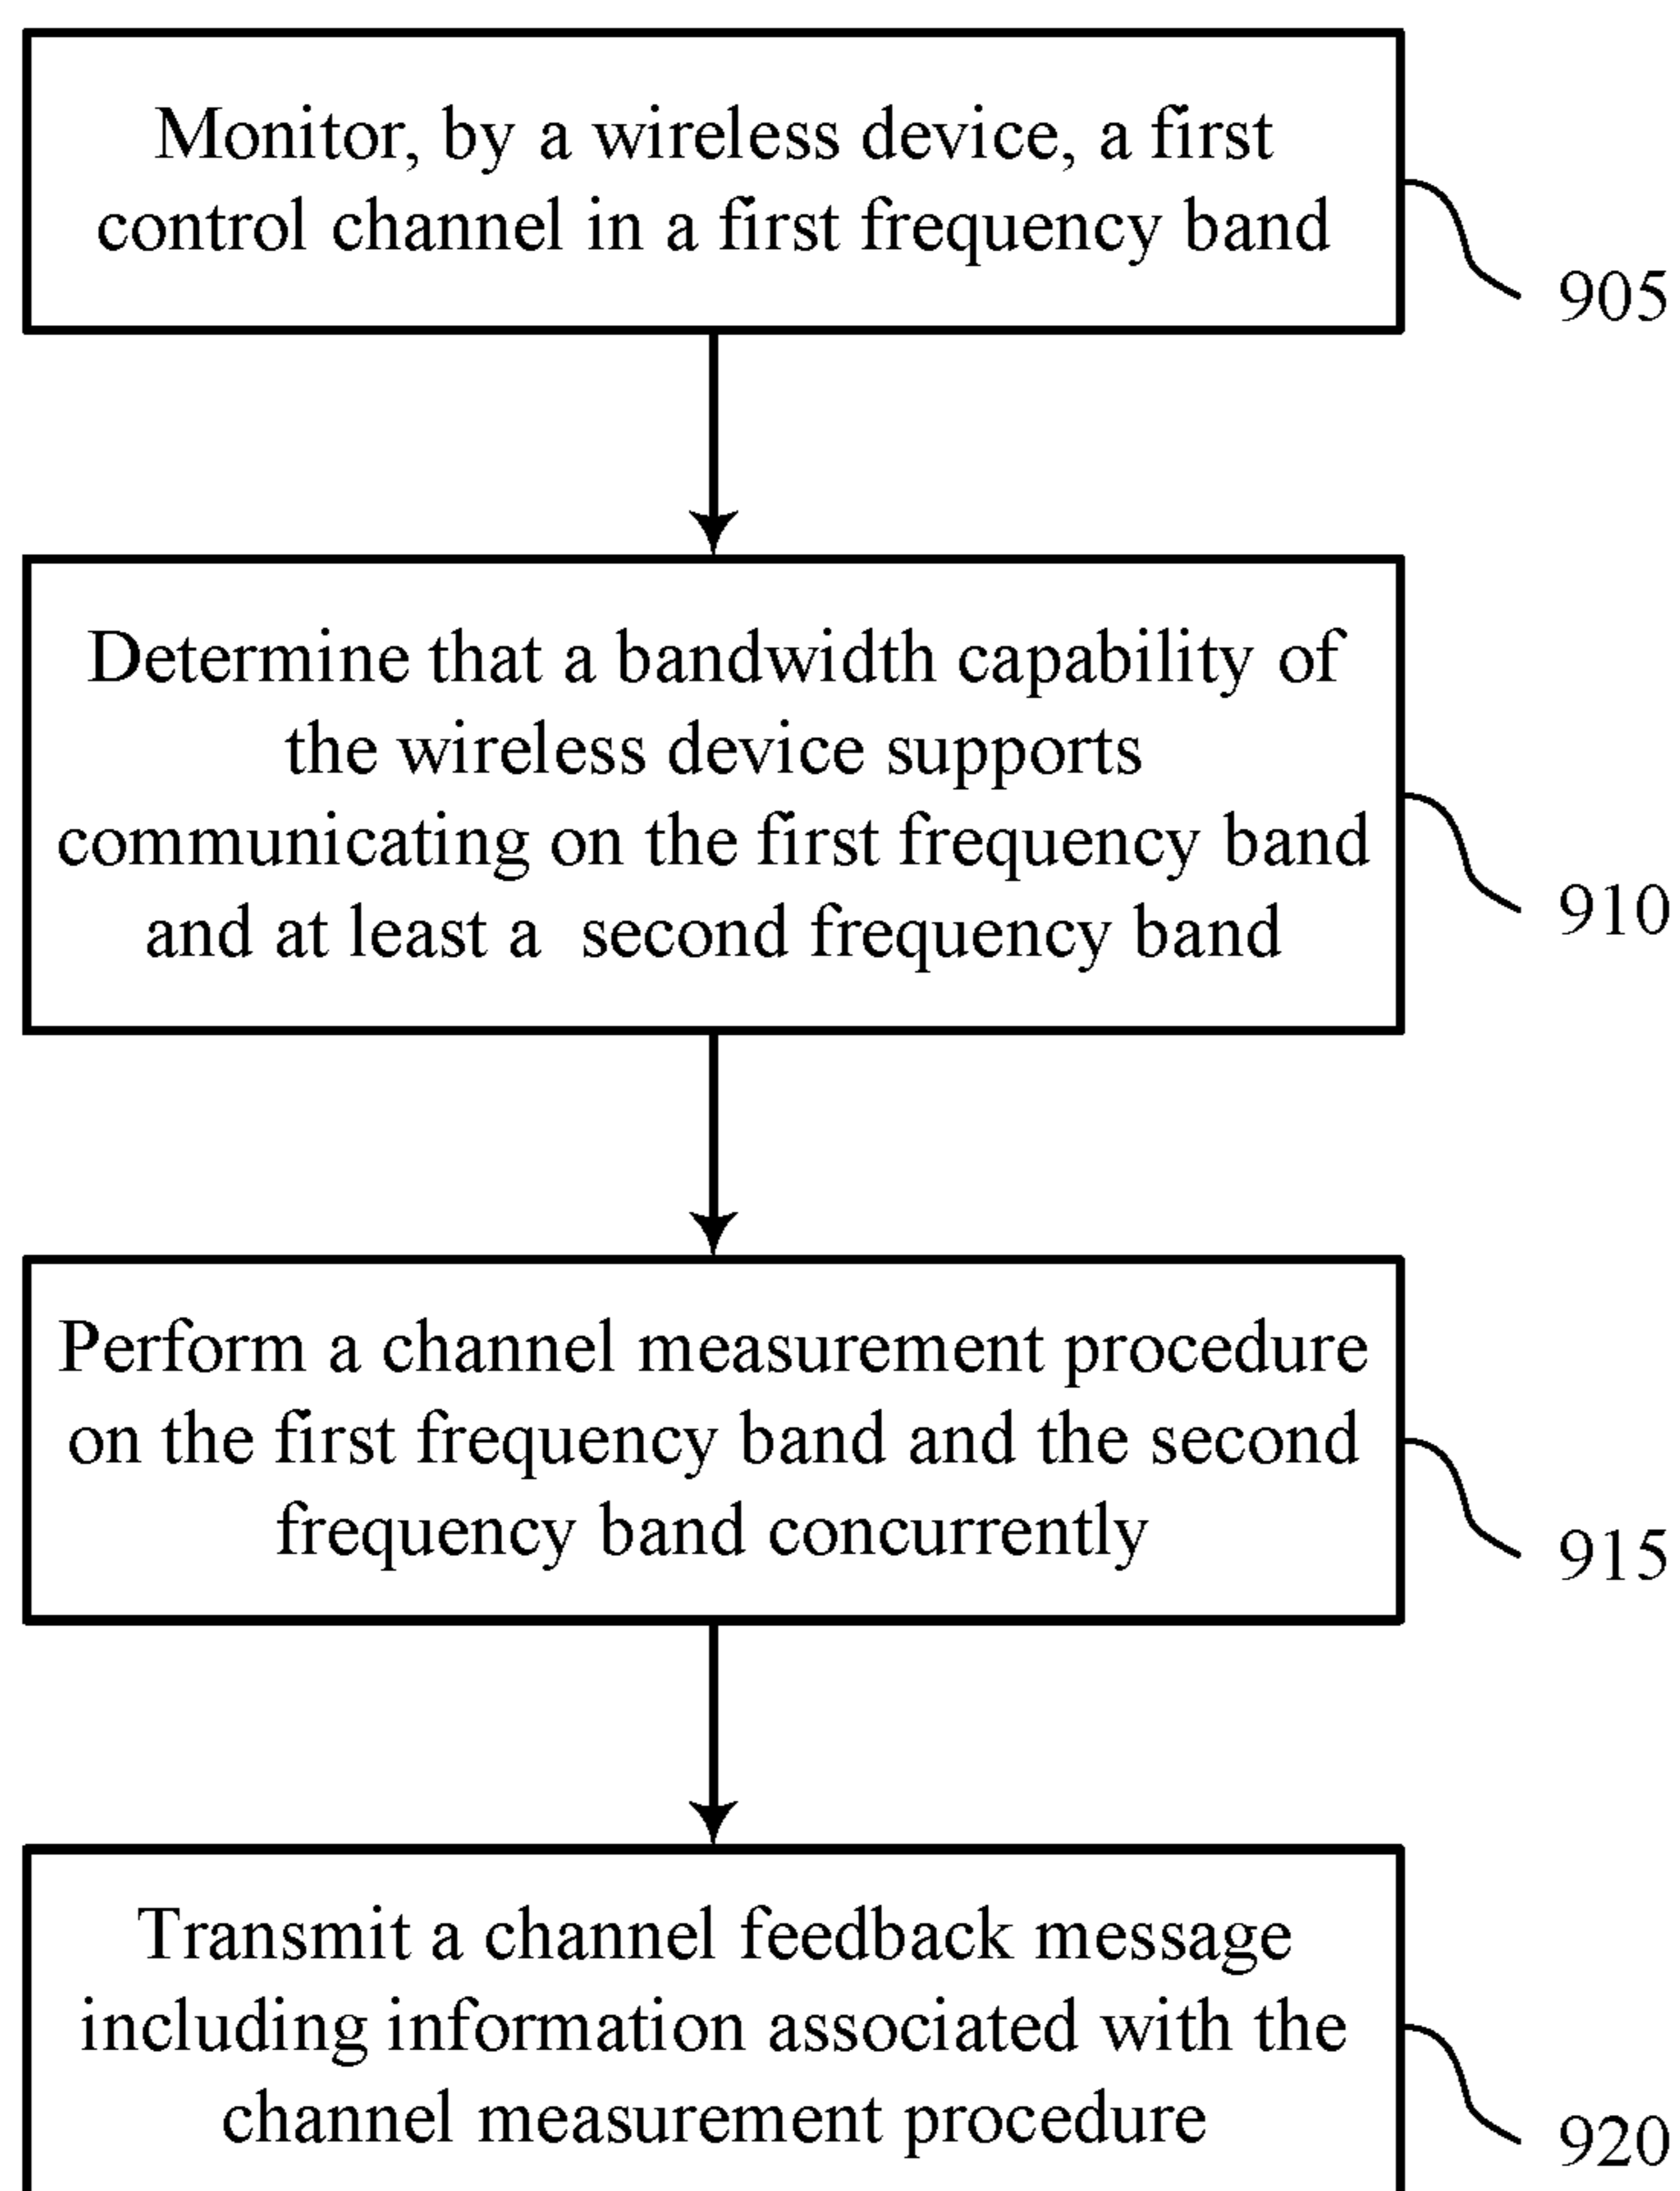 Monitor, by a wireless device, a first
control channel in a first frequency band
905
Determine that a bandwidth capability of
the wireless device supports
communicating on the first frequency band
and at least a second frequency band
910
Perform a channel measurement procedure
on the first frequency band and the second
frequency band concurrently
915
Transmit a channel feedback message
including information associated with the
channel measurement procedure
920